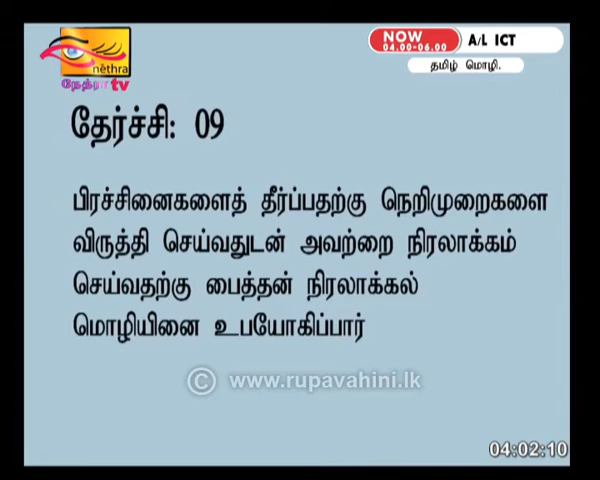 nēthra
நேத்ரா tv
NOW
04.00-06.00
A/L ICT
தமிழ் மொழி.
தேர்ச்சி: 09
பிரச்சினைகளைத் தீர்ப்பதற்கு நெறிமுறைகளை
விருத்தி செய்வதுடன் அவற்றை நிரலாக்கம்
செய்வதற்கு பைத்தன் நிரலாக்கல்
மொழியினை உபயோகிப்பார்
© www.rupavahini.lk
04:02:10